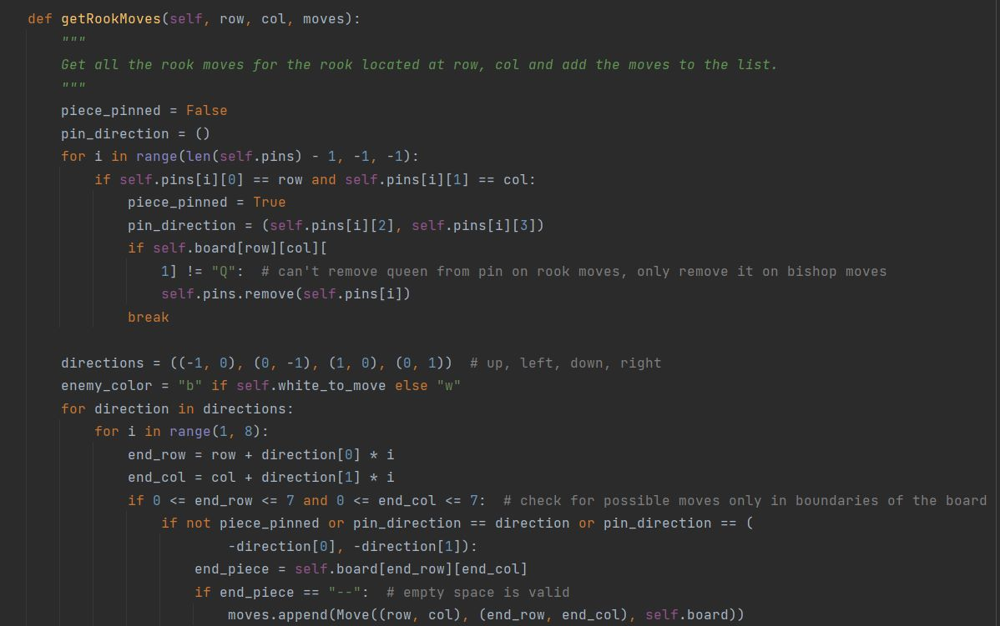 def getRookMoves(self, row, col, moves):
    """
    Get all the rook moves for the rook located at row, col and add the moves to the list.
    """
    piece_pinned = False
    pin_direction = ()
    for i in range(len(self.pins) - 1, -1, -1):
        if self.pins[i][0] == row and self.pins[i][1] == col:
            piece_pinned = True
            pin_direction = (self.pins[i][2], self.pins[i][3])
            if self.board[row][col][
                1] != "Q":  # can't remove queen from pin on rook moves, only remove it on bishop moves
                self.pins.remove(self.pins[i])
            break

    directions = ((-1, 0), (0, -1), (1, 0), (0, 1))  # up, left, down, right
    enemy_color = "b" if self.white_to_move else "w"
    for direction in directions:
        for i in range(1, 8):
            end_row = row + direction[0] * i
            end_col = col + direction[1] * i
            if 0 <= end_row <= 7 and 0 <= end_col <= 7:  # check for possible moves only in boundaries of the board
                if not piece_pinned or pin_direction == direction or pin_direction == (
                        -direction[0], -direction[1]):
                    end_piece = self.board[end_row][end_col]
                    if end_piece == "--":  # empty space is valid
                        moves.append(Move((row, col), (end_row, end_col), self.board))